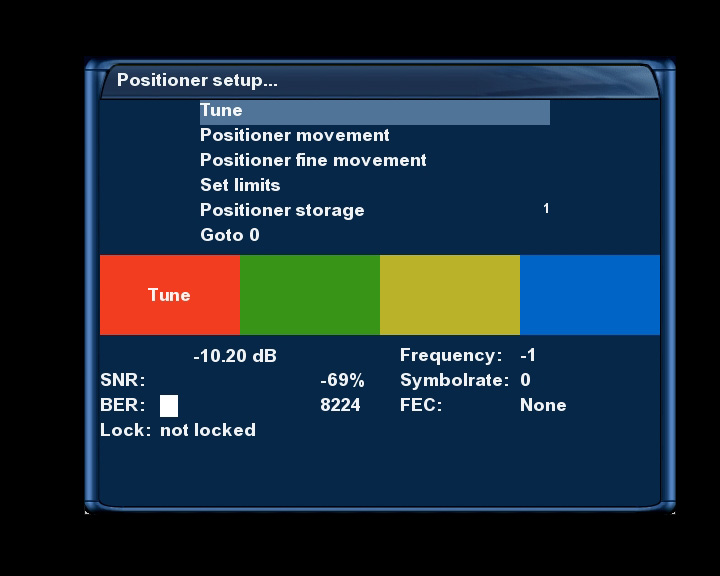 Positioner setup...
Tune
Positioner movement
Positioner fine movement
Set limits
Positioner storage 1
Goto 0
Tune
-10.20 dB Frequency: -1
SNR: -69% Symbolrate: 0
BER: 8224 FEC: None
Lock: not locked